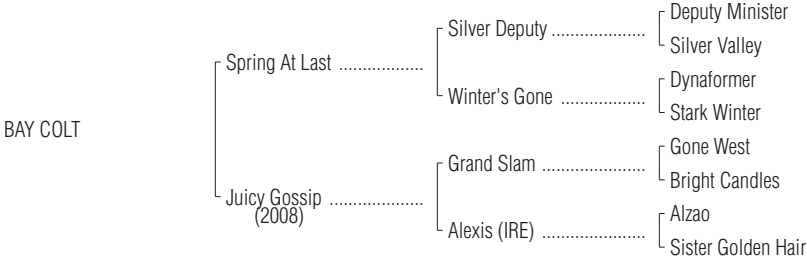 Deputy Minister
Silver Deputy ....................
Silver Valley
Spring At Last ..................
Dynaformer
Winter's Gone ..................
Stark Winter
BAY COLT
Gone West
Grand Slam ......................
Bright Candles
Juicy Gossip ....................
(2008)
Alzao
Alexis (IRE) ......................
Sister Golden Hair